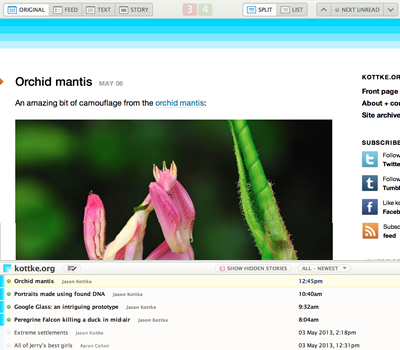 ORIGINAL FEED TEXT STORY 3 4 SPLIT LIST NEXT UNREAD
Orchid mantis MAY 06
An amazing bit of camouflage from the orchid mantis:
KOTTKE.OR
Front page
About + con
Site archive
SUBSCRIBE
Follow
Twitte
Follow
Tumbl
Like ko
Facebo
Subsc
feed
kottke.org SHOW HIDDEN STORIES ALL · NEWEST
Orchid mantis Jason Kottke 12:45pm
Portraits made using found DNA Jason Kottke 10:40am
Google Glass: an intriguing prototype Jason Kottke 9:32am
Peregrine Falcon killing a duck in mid-air Jason Kottke 8:04am
Extreme settlements Jason Kottke 03 May 2013, 2:18pm
All of Jerry's best girls Aaron Cohen 03 May 2013, 12:31pm